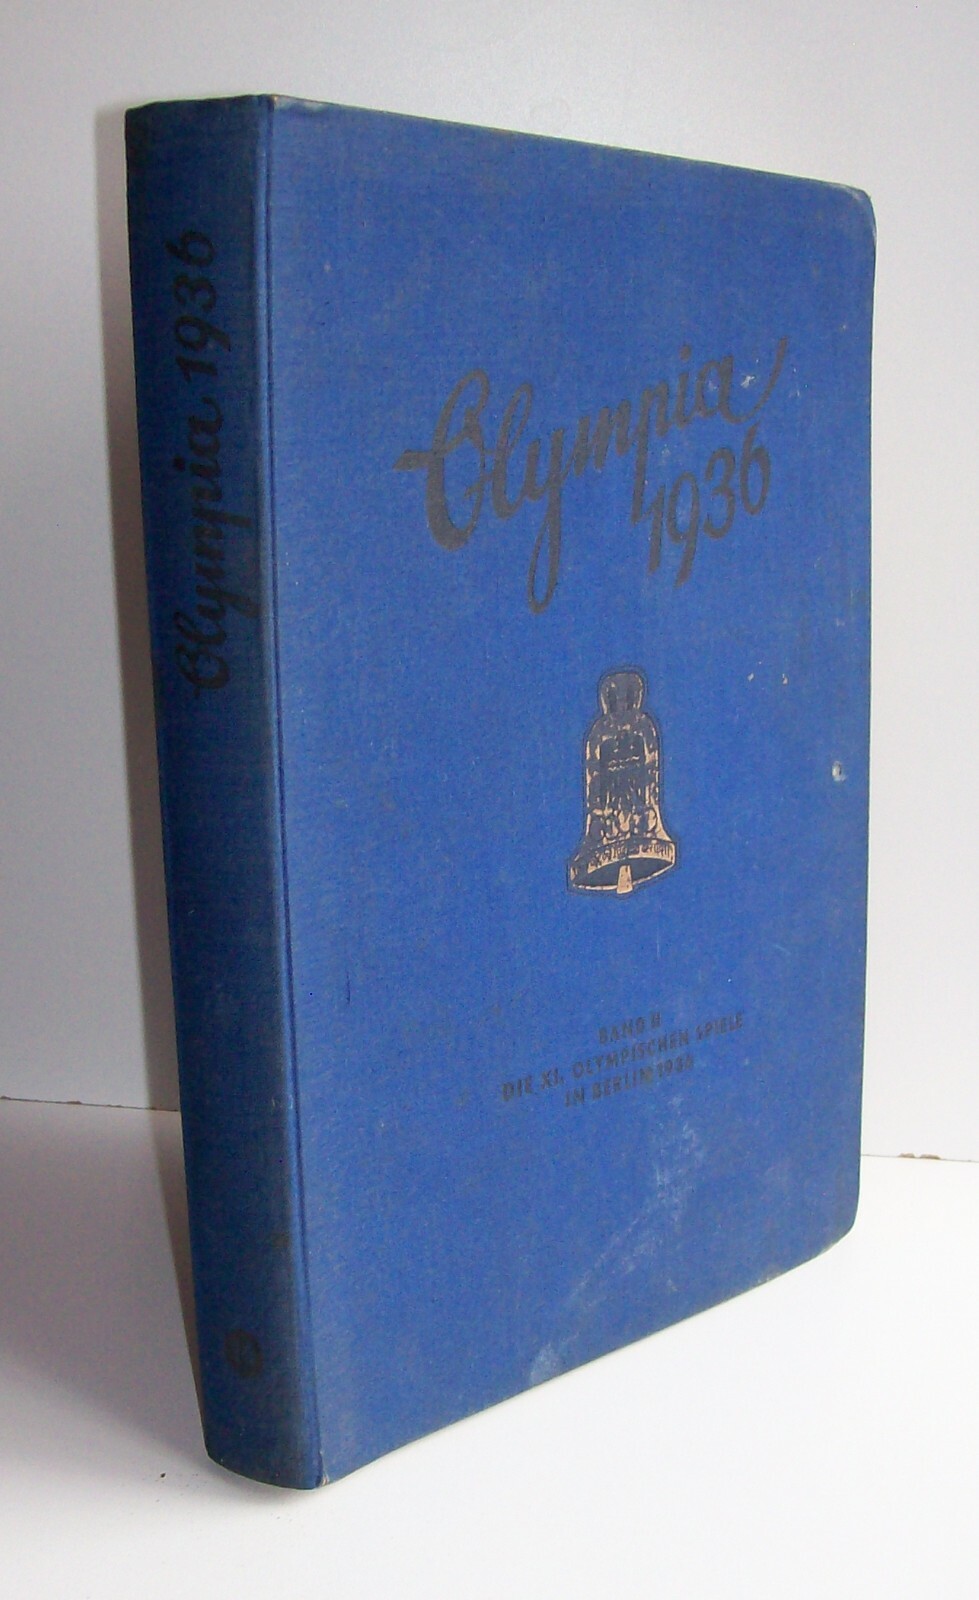 Olympia 1936
Olympia
1936
BAND II
DIE XI. OLYMPISCHEN SPIELE
IN BERLIN 1936